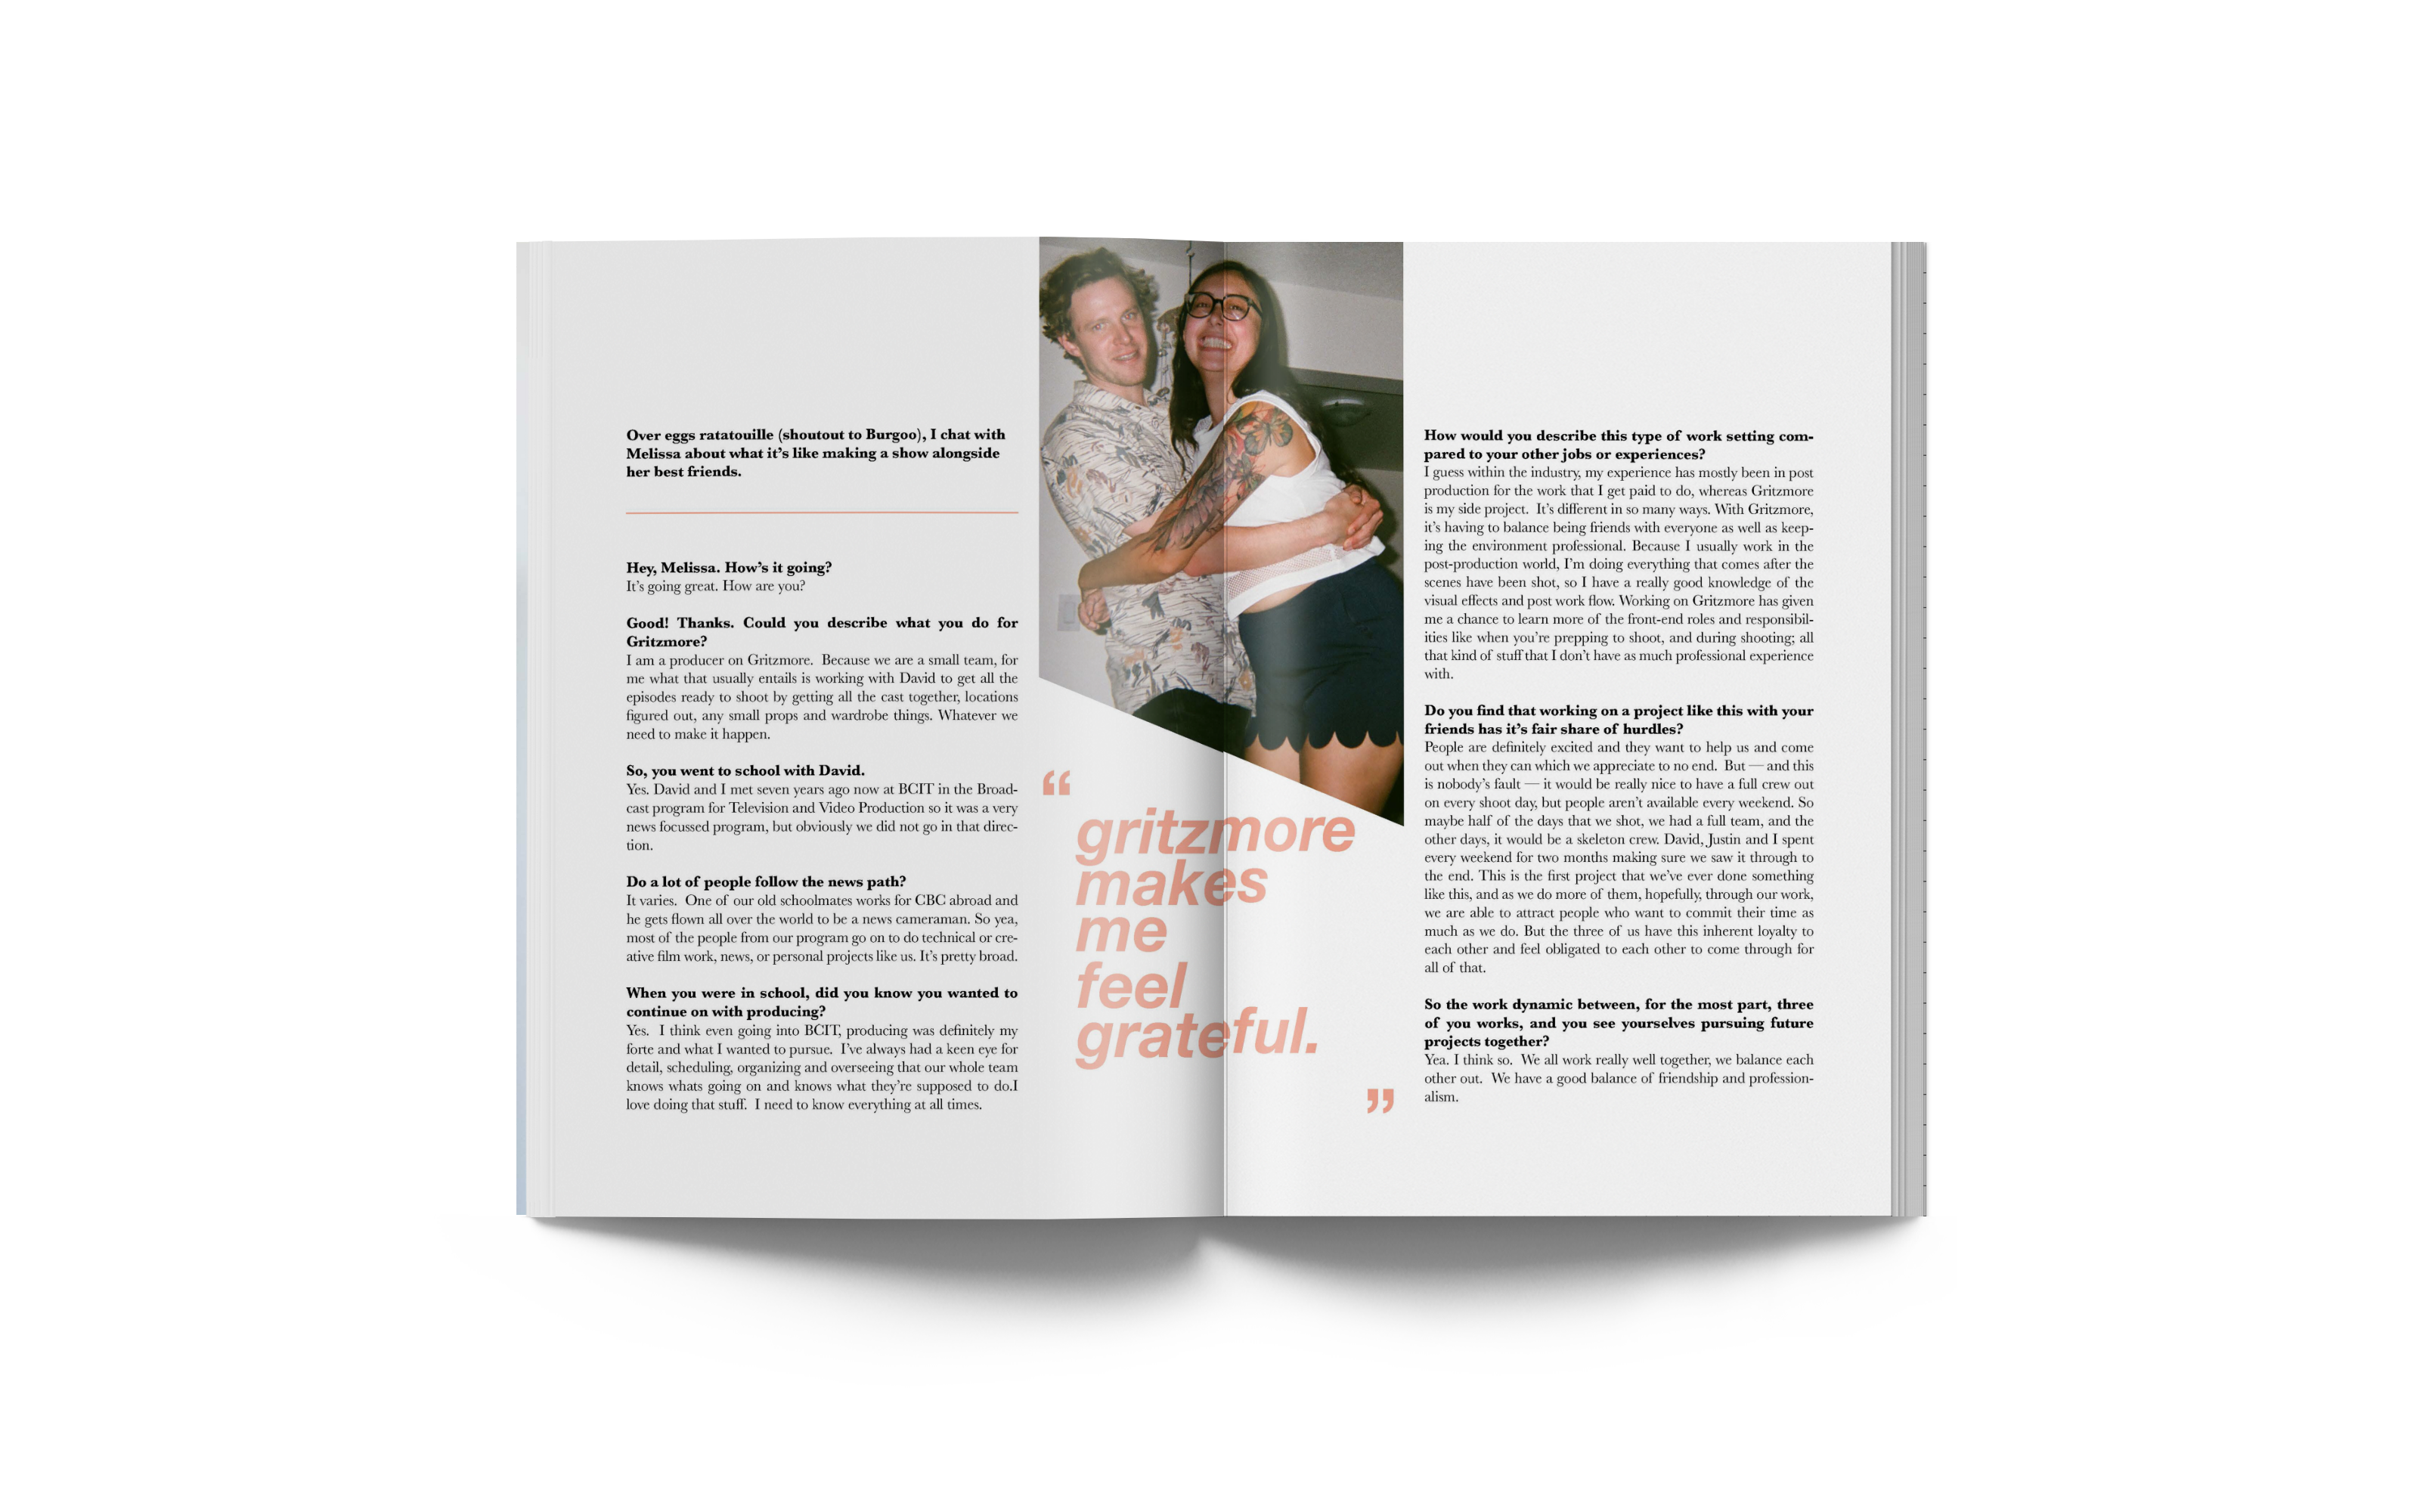 Over eggs ratatouille (shoutout to Burgoo), I chat with
Melissa about what it’s like making a show alongside
her best friends.
Hey, Melissa. How’s it going?
It’s going great. How are you?
Good! Thanks. Could you describe what you do for
Gritzmore?
I am a producer on Gritzmore. Because we are a small team, for
me what that usually entails is working with David to get all the
episodes ready to shoot by getting all the cast together, locations
figured out, any small props and wardrobe things. Whatever we
need to make it happen.
So, you went to school with David.
Yes. David and I met seven years ago now at BCIT in the Broad-
cast program for Television and Video Production so it was a very
news focussed program, but obviously we did not go in that direc-
tion.
Do a lot of people follow the news path?
It varies. One of our old schoolmates works for CBC abroad and
he gets flown all over the world to be a news cameraman. So yea,
most of the people from our program go on to do technical or cre-
ative film work, news, or personal projects like us. It’s pretty broad.
When you were in school, did you know you wanted to
continue on with producing?
Yes. I think even going into BCIT, producing was definitely my
forte and what I wanted to pursue. I’ve always had a keen eye for
detail, scheduling, organizing and overseeing that our whole team
knows whats going on and knows what they’re supposed to do.I
love doing that stuff. I need to know everything at all times.
“
gritzmore
makes
me
feel
grateful.
”
How would you describe this type of work setting com-
pared to your other jobs or experiences?
I guess within the industry, my experience has mostly been in post
production for the work that I get paid to do, whereas Gritzmore
is my side project. It’s different in so many ways. With Gritzmore,
it’s having to balance being friends with everyone as well as keep-
ing the environment professional. Because I usually work in the
post-production world, I’m doing everything that comes after the
scenes have been shot, so I have a really good knowledge of the
visual effects and post work flow. Working on Gritzmore has given
me a chance to learn more of the front-end roles and responsibil-
ities like when you’re prepping to shoot, and during shooting; all
that kind of stuff that I don’t have as much professional experience
with.
Do you find that working on a project like this with your
friends has it’s fair share of hurdles?
People are definitely excited and they want to help us and come
out when they can which we appreciate to no end. But — and this
is nobody’s fault — it would be really nice to have a full crew out
on every shoot day, but people aren’t available every weekend. So
maybe half of the days that we shot, we had a full team, and the
other days, it would be a skeleton crew. David, Justin and I spent
every weekend for two months making sure we saw it through to
the end. This is the first project that we’ve ever done something
like this, and as we do more of them, hopefully, through our work,
we are able to attract people who want to commit their time as
much as we do. But the three of us have this inherent loyalty to
each other and feel obligated to each other to come through for
all of that.
So the work dynamic between, for the most part, three
of you works, and you see yourselves pursuing future
projects together?
Yea. I think so. We all work really well together, we balance each
other out. We have a good balance of friendship and profession-
alism.